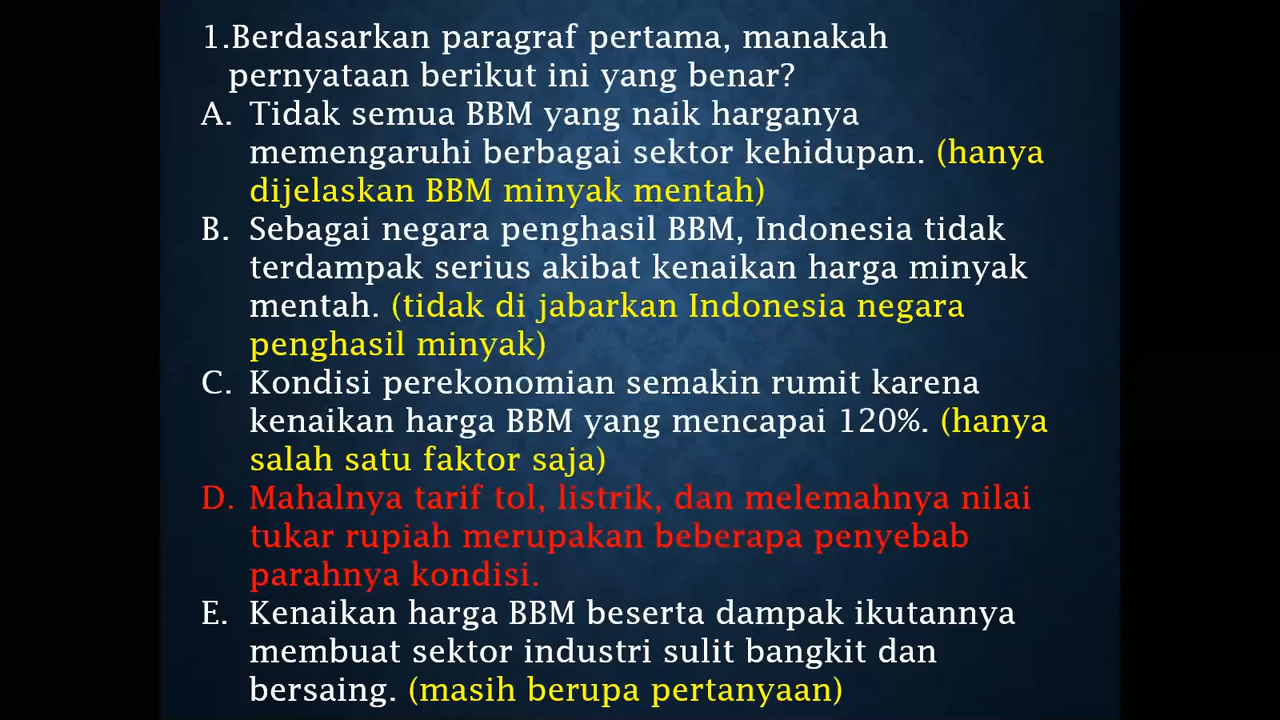 1.Berdasarkan paragraf pertama, manakah
pernyataan berikut ini yang benar?
A. Tidak semua BBM yang naik harganya
memengaruhi berbagai sektor kehidupan. (hanya
dijelaskan BBM minyak mentah)
B. Sebagai negara penghasil BBM, Indonesia tidak
terdampak serius akibat kenaikan harga minyak
mentah. (tidak di jabarkan Indonesia negara
penghasil minyak)
C. Kondisi perekonomian semakin rumit karena
kenaikan harga BBM yang mencapai 120%. (hanya
salah satu faktor saja)
D. Mahalnya tarif tol, listrik, dan melemahnya nilai
tukar rupiah merupakan beberapa penyebab
parahnya kondisi.
E. Kenaikan harga BBM beserta dampak ikutannya
membuat sektor industri sulit bangkit dan
bersaing. (masih berupa pertanyaan)